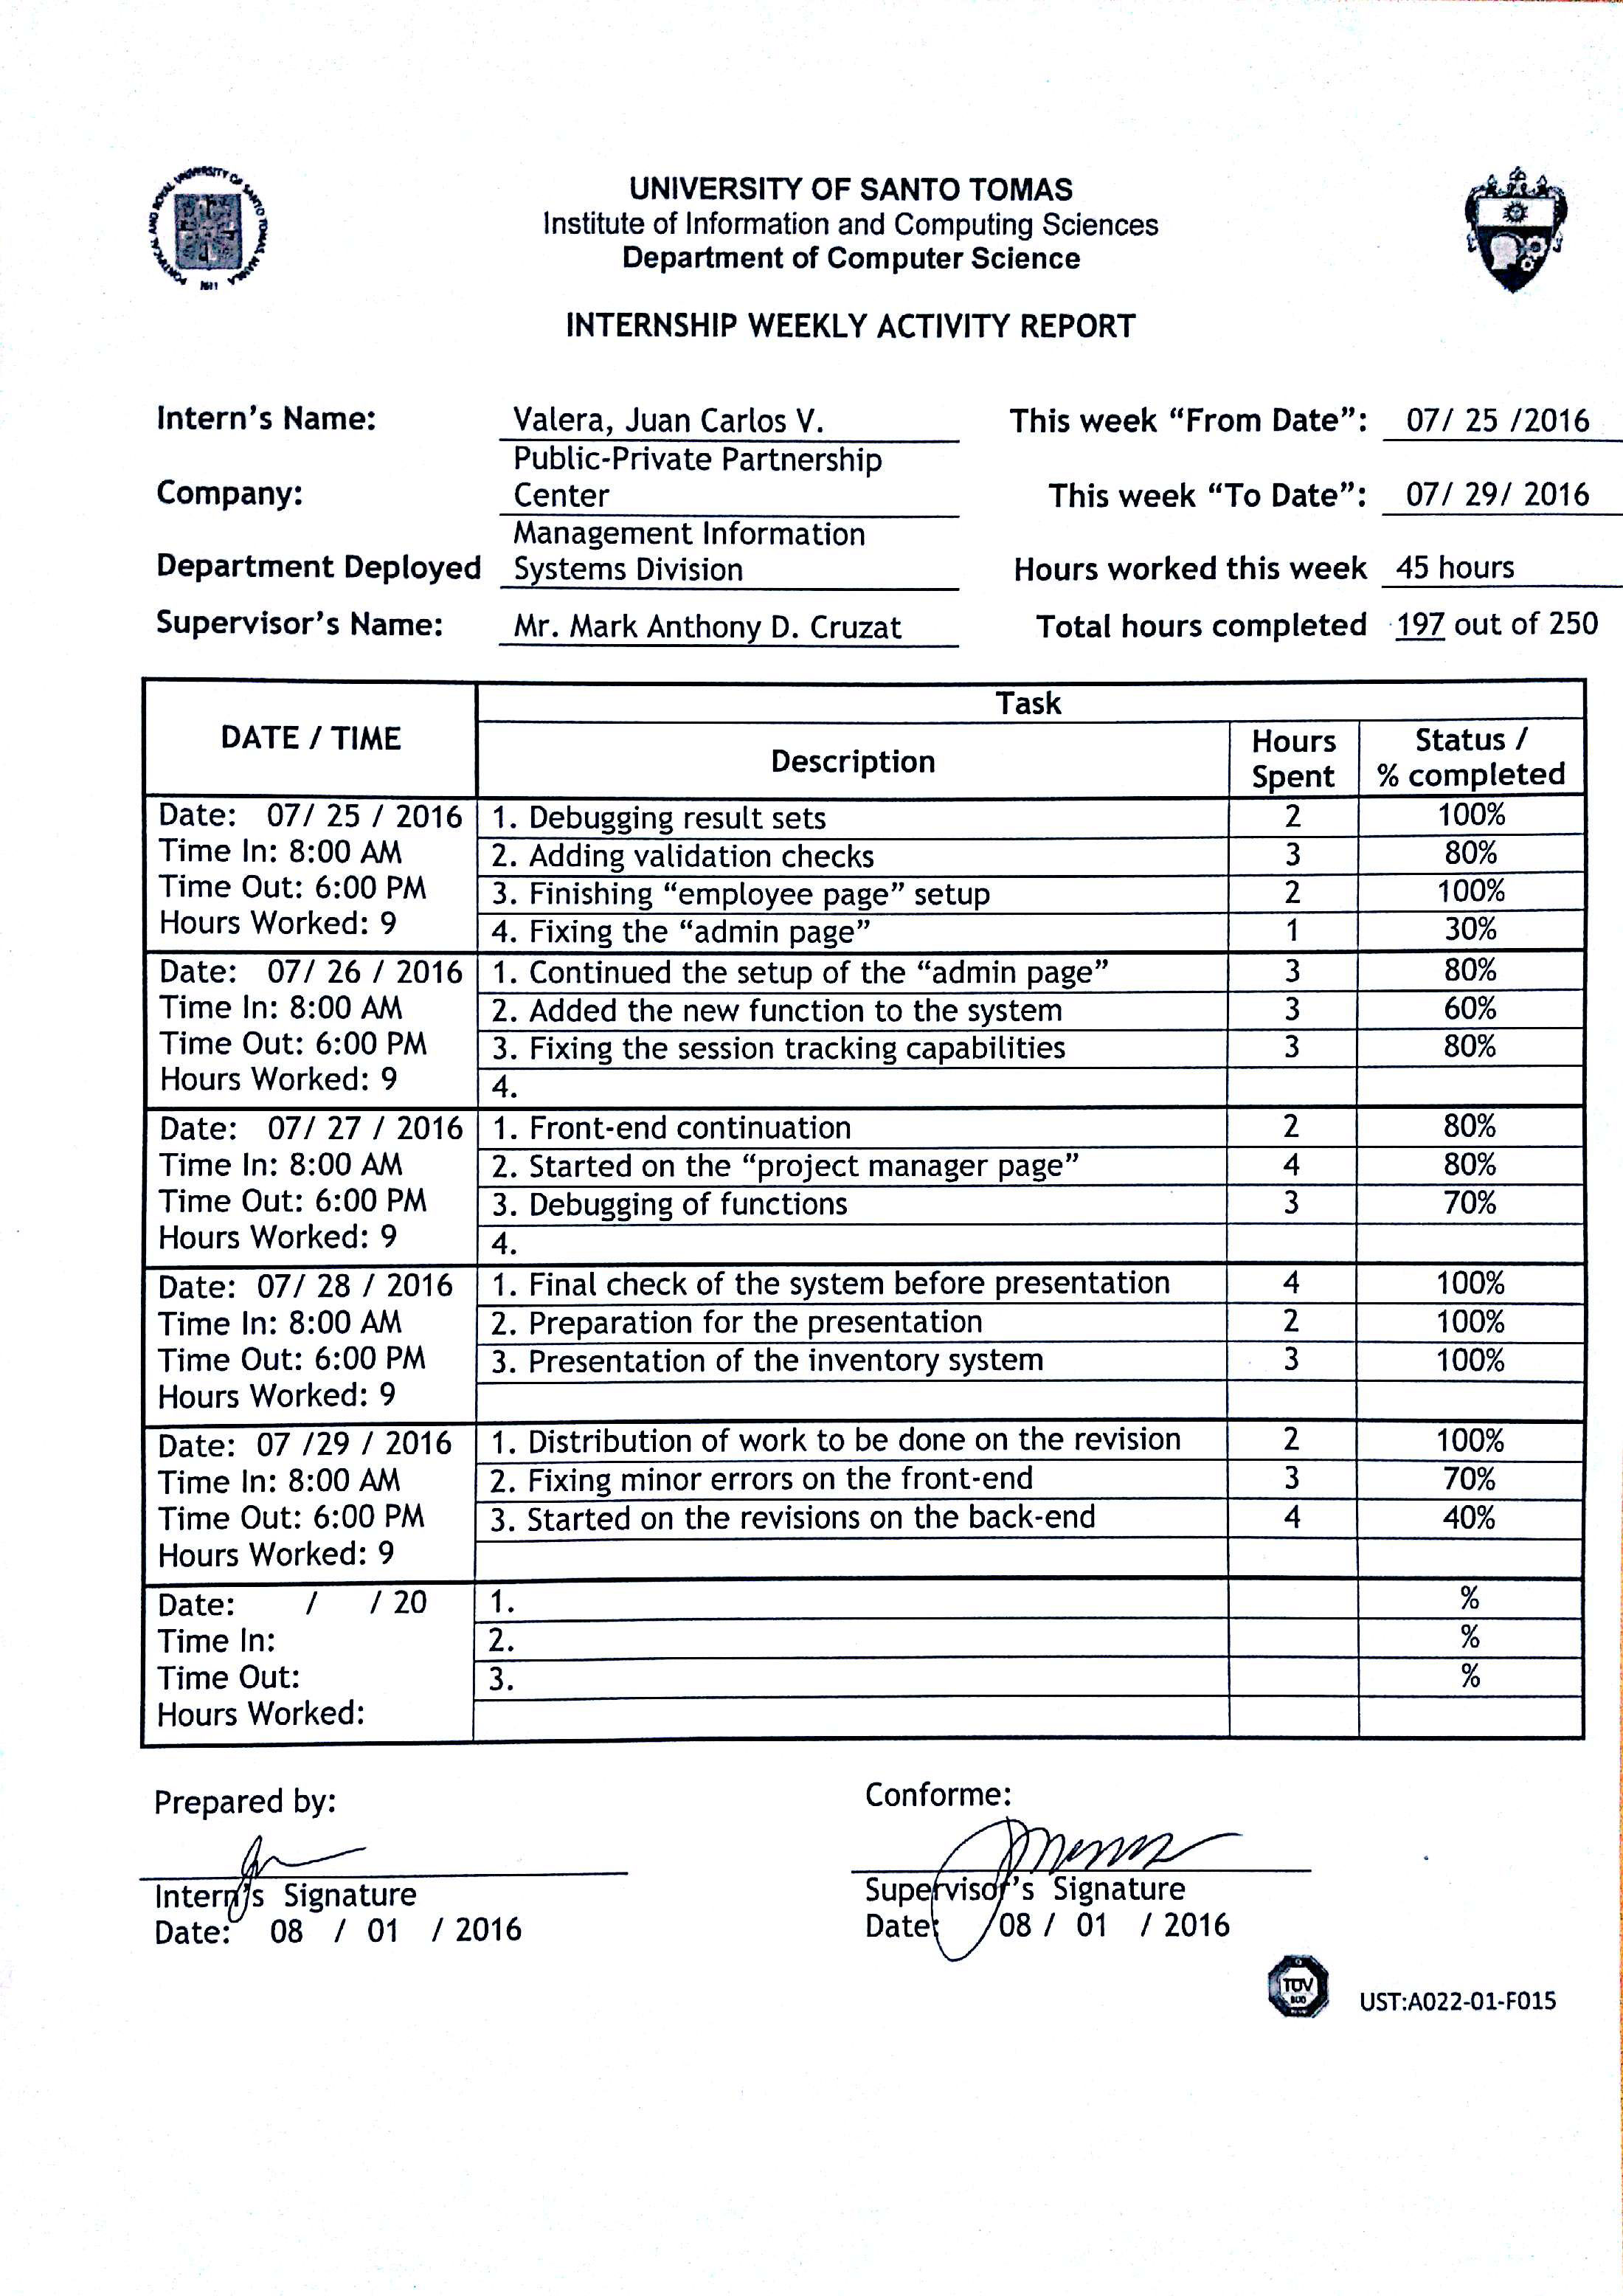 UNIVERSITY OF SANTO TOMAS
Institute of Information and Computing Sciences
Department of Computer Science
INTERNSHIP WEEKLY ACTIVITY REPORT
PONTIFICAL AND ROYAL UNIVERSITY OF SANTO TOMAS, MANILA
1611
Intern's Name: Valera, Juan Carlos V. This week “From Date”: 07/ 25 /2016
Public-Private Partnership
Company: Center This week “To Date”: 07/ 29/ 2016
Management Information
Department Deployed Systems Division Hours worked this week 45 hours
Supervisor's Name: Mr. Mark Anthony D. Cruzat Total hours completed 197 out of 250
DATE / TIME
Task
Description
Hours Spent
Status / % completed
Date: 07/ 25 / 2016 1. Debugging result sets 2 100%
Time In: 8:00 AM 2. Adding validation checks 3 80%
Time Out: 6:00 PM 3. Finishing “employee page” setup 2 100%
Hours Worked: 9 4. Fixing the “admin page” 1 30%
Date: 07/ 26 / 2016 1. Continued the setup of the “admin page” 3 80%
Time In: 8:00 AM 2. Added the new function to the system 3 60%
Time Out: 6:00 PM 3. Fixing the session tracking capabilities 3 80%
Hours Worked: 9 4.
Date: 07/ 27 / 2016 1. Front-end continuation 2 80%
Time In: 8:00 AM 2. Started on the “project manager page” 4 80%
Time Out: 6:00 PM 3. Debugging of functions 3 70%
Hours Worked: 9 4.
Date: 07/ 28 / 2016 1. Final check of the system before presentation 4 100%
Time In: 8:00 AM 2. Preparation for the presentation 2 100%
Time Out: 6:00 PM 3. Presentation of the inventory system 3 100%
Hours Worked: 9
Date: 07 /29 / 2016 1. Distribution of work to be done on the revision 2 100%
Time In: 8:00 AM 2. Fixing minor errors on the front-end 3 70%
Time Out: 6:00 PM 3. Started on the revisions on the back-end 4 40%
Hours Worked: 9
Date: / / 20 1. %
Time In: 2. %
Time Out: 3. %
Hours Worked:
Prepared by: Conforme:
Intern's Signature Supervisor's Signature
Date: 08 / 01 / 2016 Date: 08 / 01 / 2016
TUV
SUD
UST:A022-01-F015